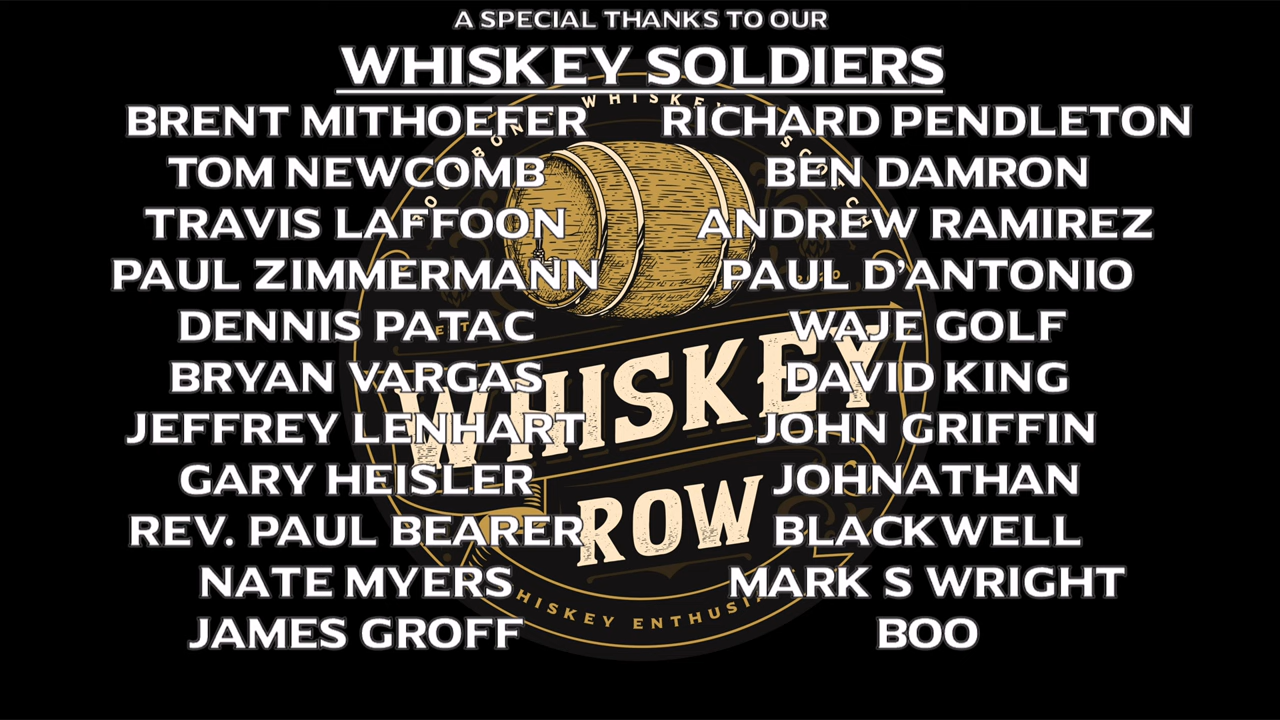 A SPECIAL THANKS TO OUR
WHISKEY SOLDIERS
BRENT MITHOEFER
TOM NEWCOMB
TRAVIS LAFFOON
PAUL ZIMMERMANN
DENNIS PATAC
BRYAN VARGAS
JEFFREY LENHART
GARY HEISLER
REV. PAUL BEARER
NATE MYERS
JAMES GROFF
RICHARD PENDLETON
BEN DAMRON
ANDREW RAMIREZ
PAUL D'ANTONIO
WAJE GOLF
DAVID KING
JOHN GRIFFIN
JOHNATHAN
BLACKWELL
MARK S WRIGHT
BOO
WHISKEY
WHISKEY
ROW